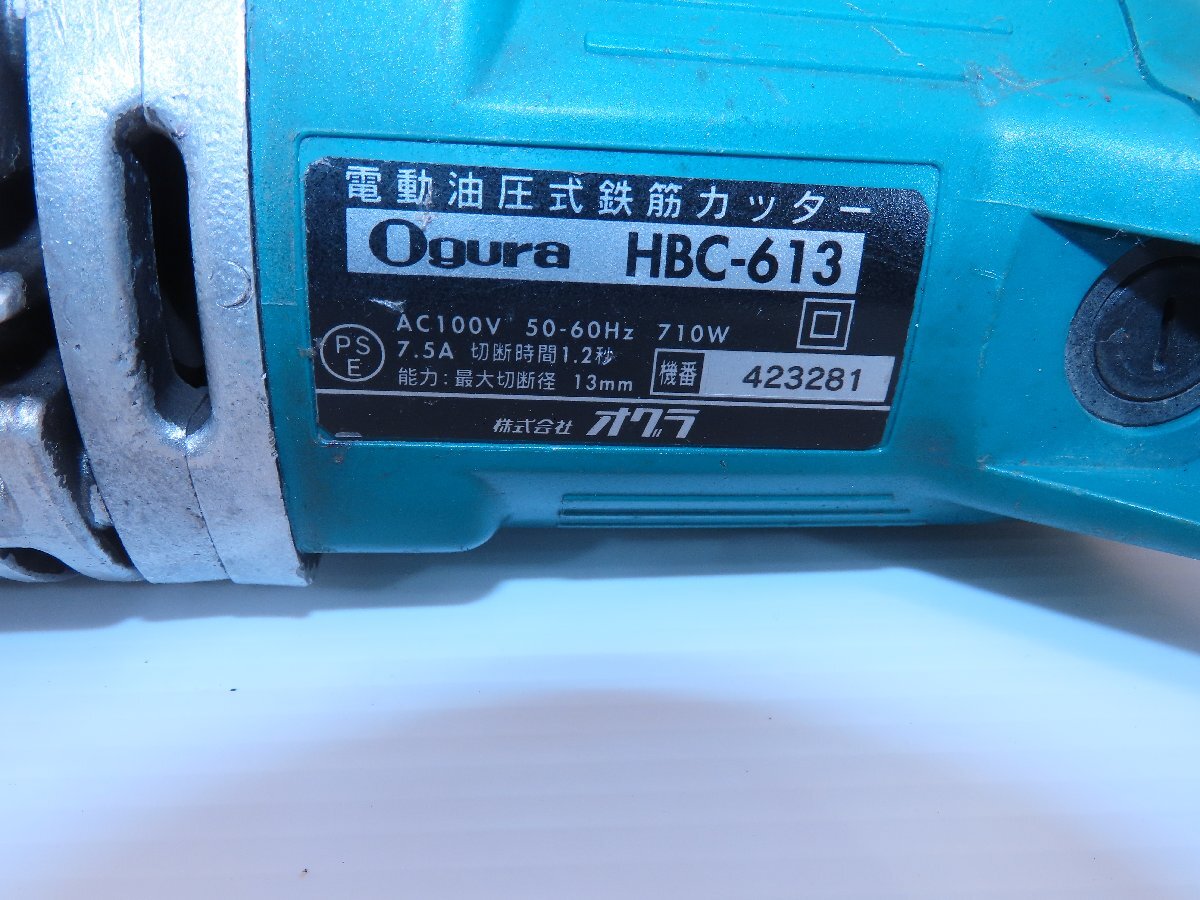 電動油圧式鉄筋カッター
Ogura HBC-613
AC100V 50-60Hz 710W
PS
E
7.5A 切断時間1.2秒
能力:最大切断径 13mm
機番 423281
株式会社 オグラ